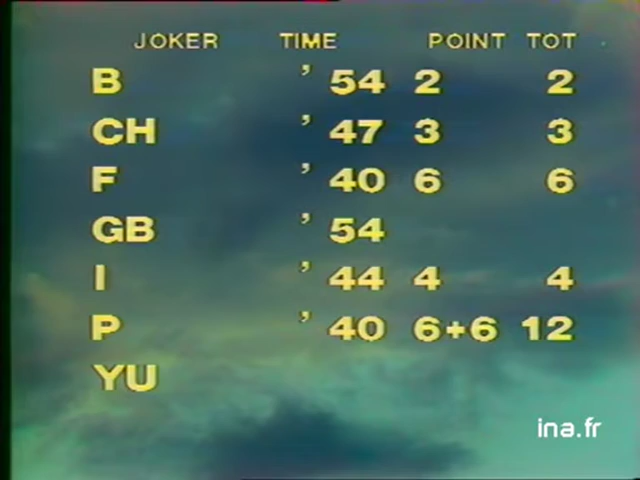 JOKER TIME POINT TOT
B ' 54 2 2
CH ' 47 3 3
F ' 40 6 6
GB ' 54
I ' 44 4 4
P ' 40 6+6 12
YU
ina.fr